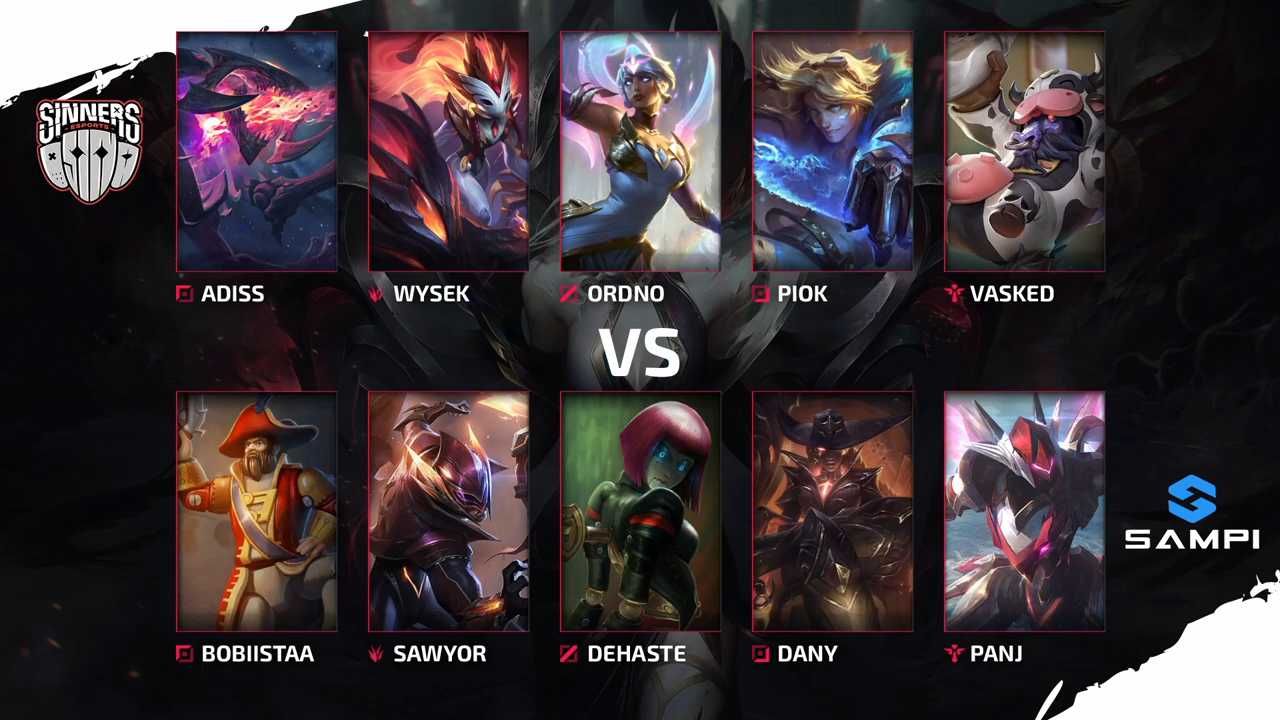 SINNERS
ESPORTS
ADISS
WYSEK
ORDNO
PIOK
VASKED
VS
BOBIISTAA
SAWYOR
DEHASTE
DANY
PANJ
SAMPI